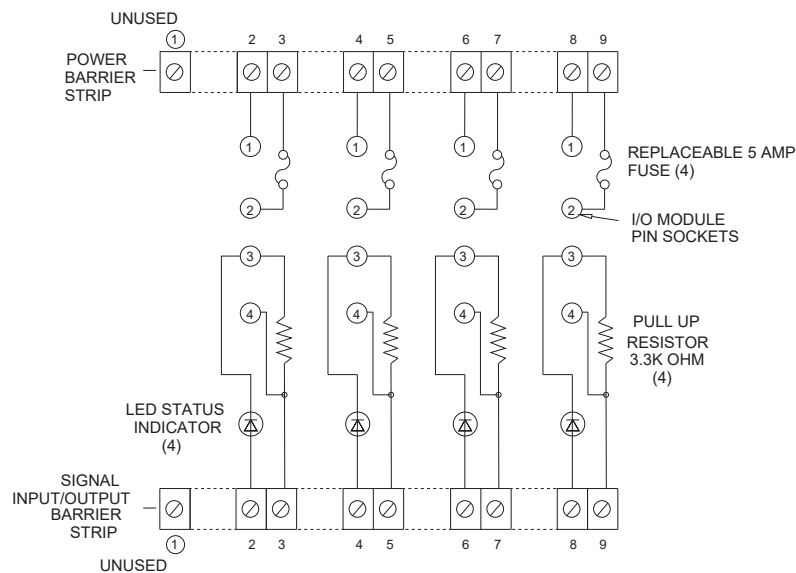 UNUSED
1 2 3 4 5 6 7 8 9
POWER
BARRIER
STRIP
1 1 1 1
REPLACEABLE 5 AMP
FUSE (4)
2 2 2 2
I/O MODULE
PIN SOCKETS
3 3 3 3
4 4 4 4
PULL UP
RESISTOR
3.3K OHM
(4)
LED STATUS
INDICATOR
(4)
SIGNAL
INPUT/OUTPUT
BARRIER
STRIP
1 2 3 4 5 6 7 8 9
UNUSED